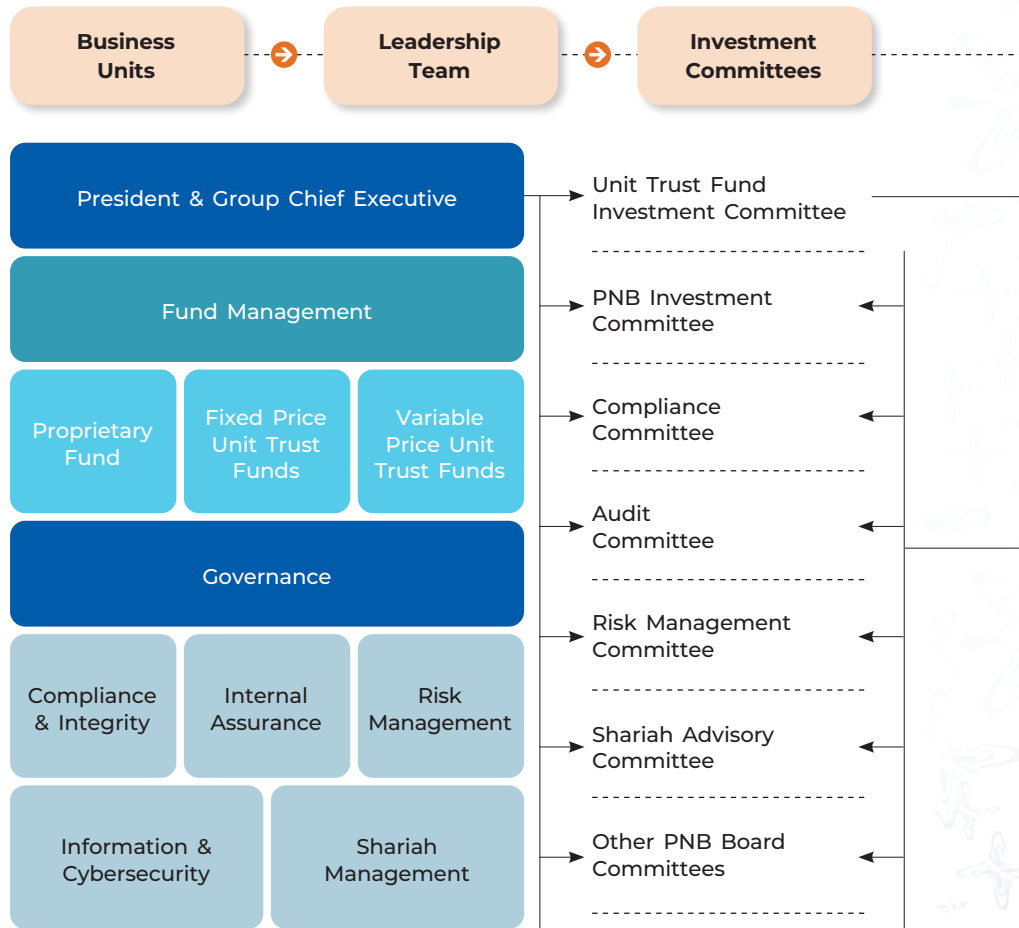 Business
Units
Leadership
Team
Investment
Committees
President & Group Chief Executive
Fund Management
Proprietary
Fund
Fixed Price
Unit Trust
Funds
Variable
Price Unit
Trust Funds
Governance
Compliance
& Integrity
Internal
Assurance
Risk
Management
Information &
Cybersecurity
Shariah
Management
Unit Trust Fund
Investment Committee
PNB Investment
Committee
Compliance
Committee
Audit
Committee
Risk Management
Committee
Shariah Advisory
Committee
Other PNB Board
Committees